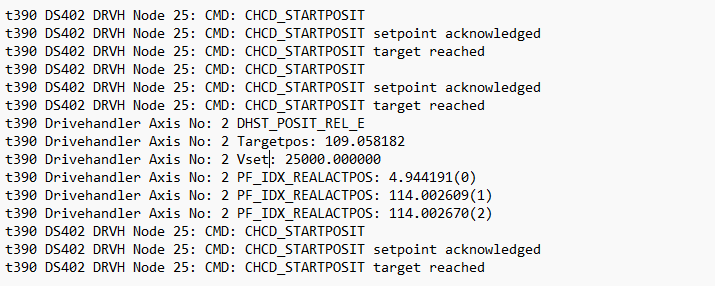 t390 DS402 DRVH Node 25: CMD: CHCD_STARTPOSIT
t390 DS402 DRVH Node 25: CMD: CHCD_STARTPOSIT setpoint acknowledged
t390 DS402 DRVH Node 25: CMD: CHCD_STARTPOSIT target reached
t390 DS402 DRVH Node 25: CMD: CHCD_STARTPOSIT
t390 DS402 DRVH Node 25: CMD: CHCD_STARTPOSIT setpoint acknowledged
t390 DS402 DRVH Node 25: CMD: CHCD_STARTPOSIT target reached
t390 Drivehandler Axis No: 2 DHST_POSIT_REL_E
t390 Drivehandler Axis No: 2 Targetpos: 109.058182
t390 Drivehandler Axis No: 2 Vset: 25000.000000
t390 Drivehandler Axis No: 2 PF_IDX_REALACTPOS: 4.944191(0)
t390 Drivehandler Axis No: 2 PF_IDX_REALACTPOS: 114.002609(1)
t390 Drivehandler Axis No: 2 PF_IDX_REALACTPOS: 114.002670(2)
t390 DS402 DRVH Node 25: CMD: CHCD_STARTPOSIT
t390 DS402 DRVH Node 25: CMD: CHCD_STARTPOSIT setpoint acknowledged
t390 DS402 DRVH Node 25: CMD: CHCD_STARTPOSIT target reached